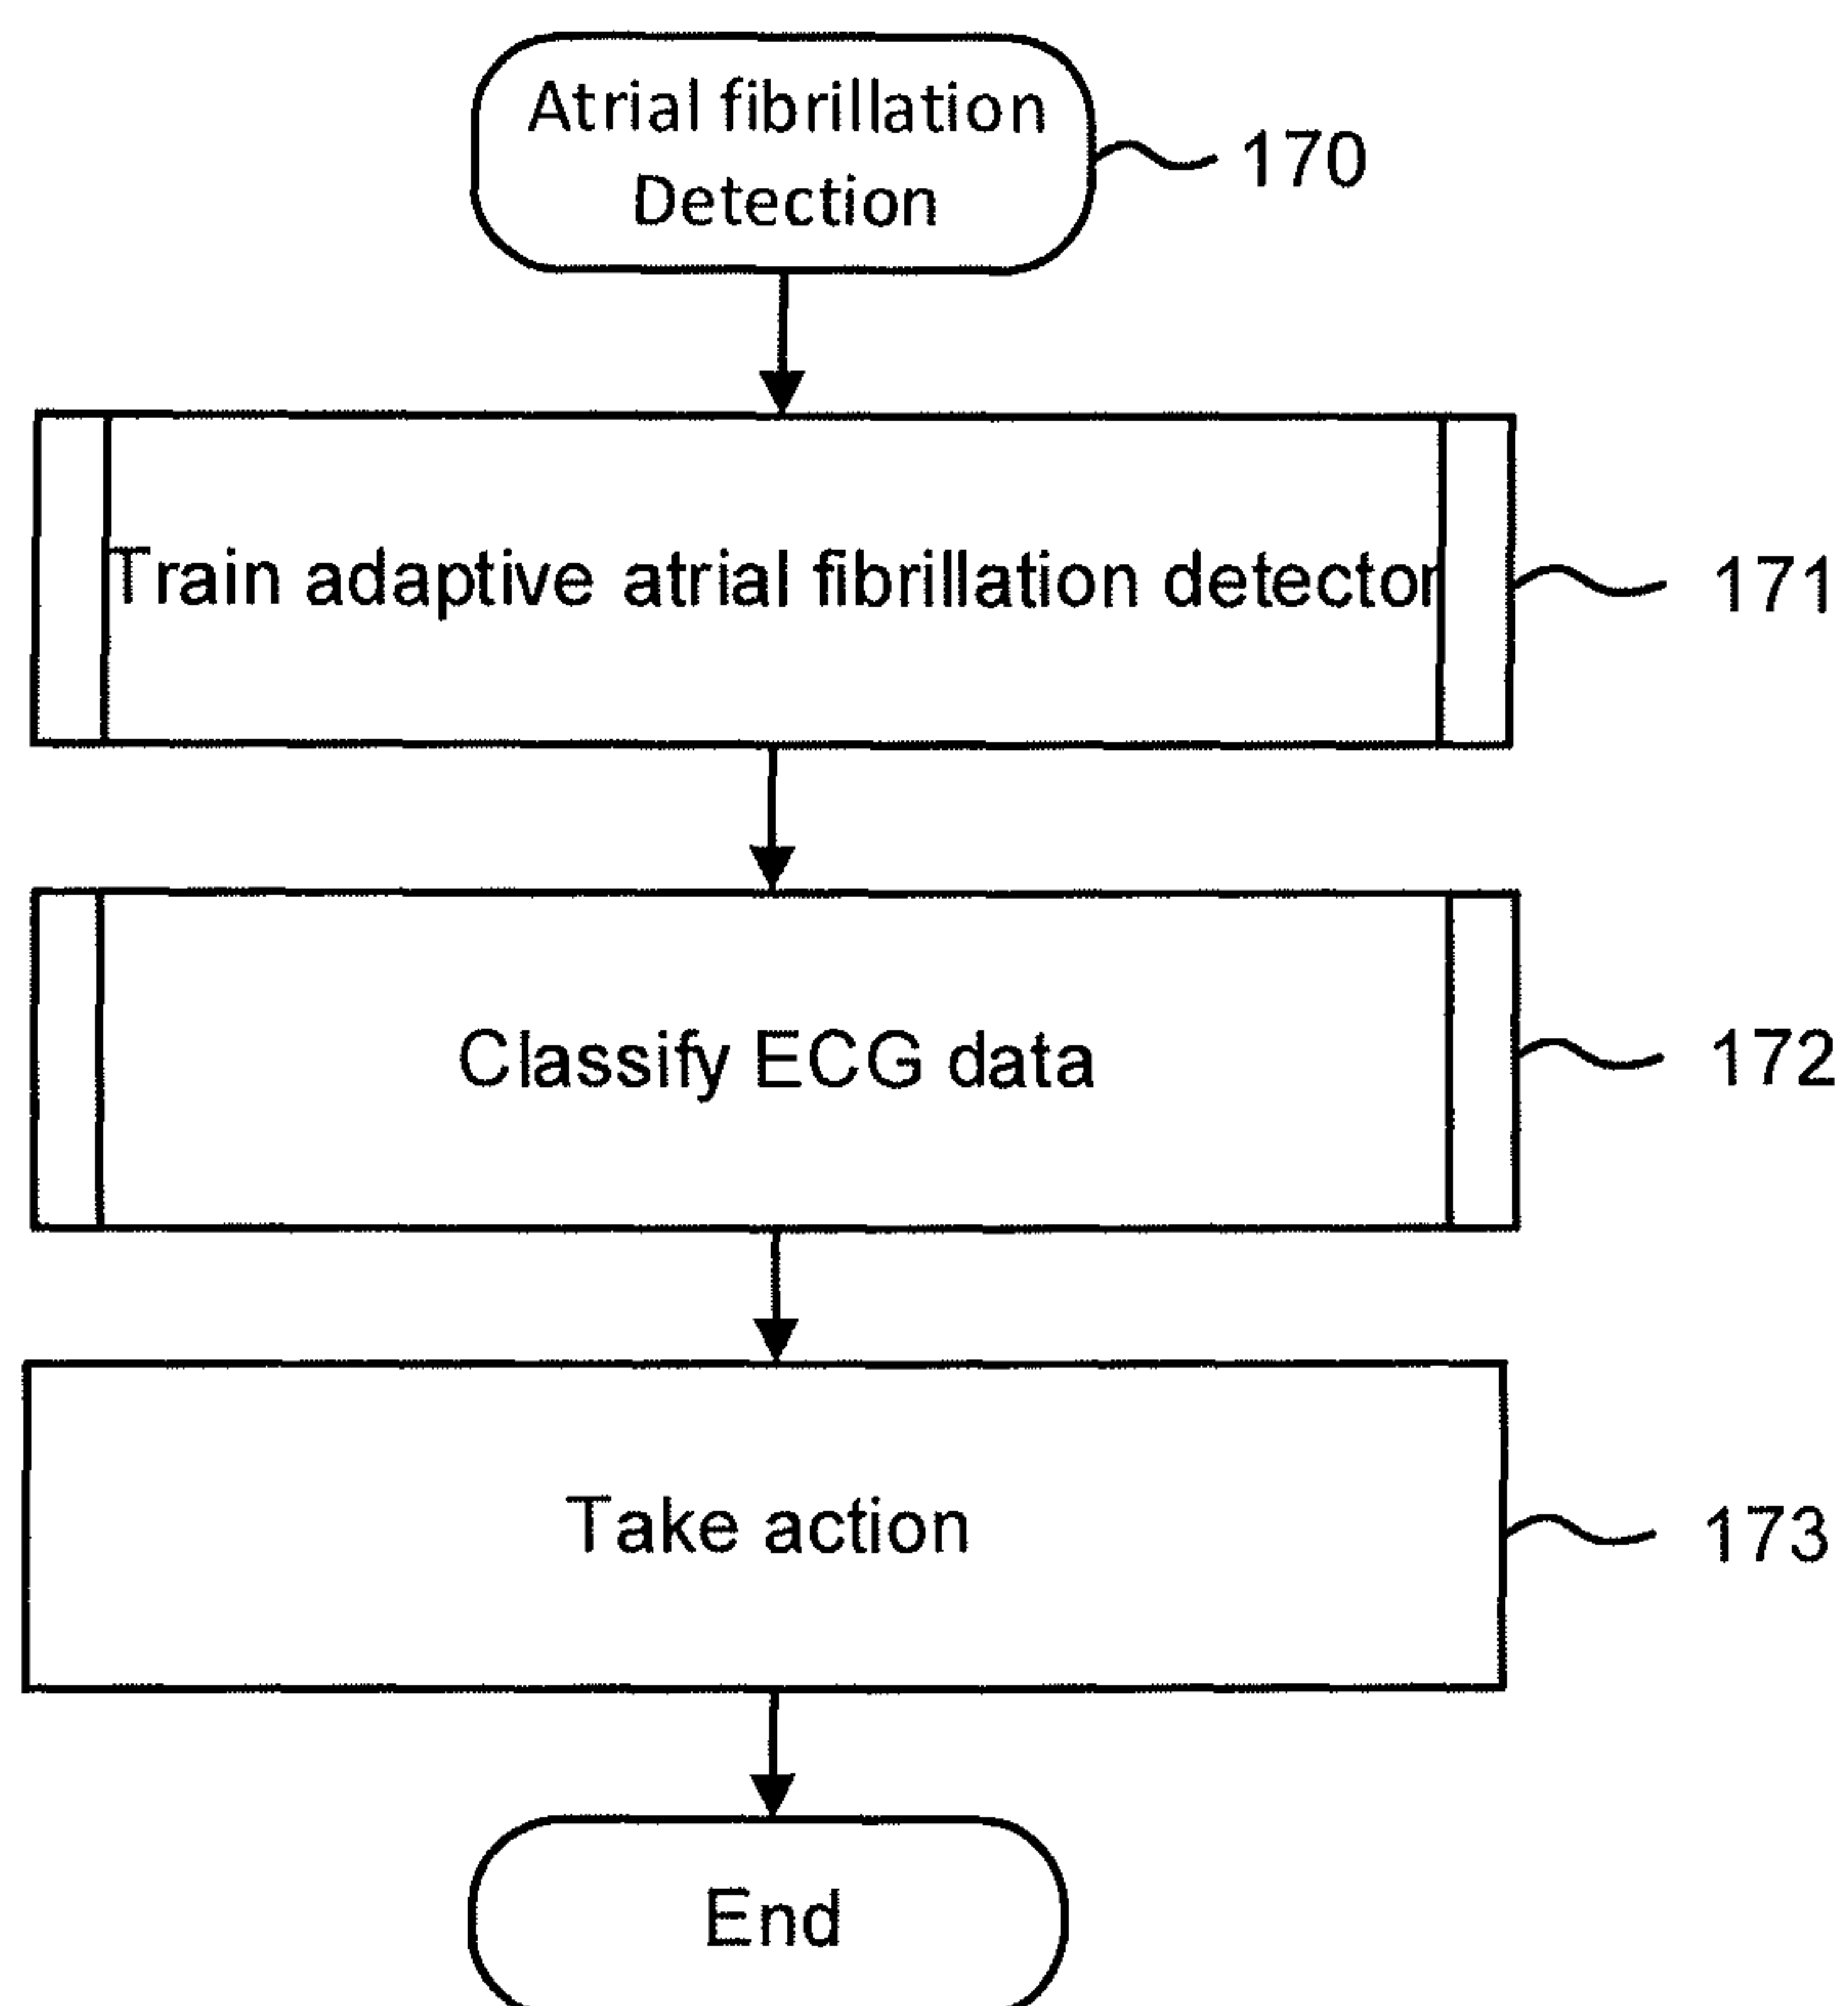 Atrial fibrillation
Detection
170
Train adaptive atrial fibrillation detector
171
Classify ECG data
172
Take action
173
End